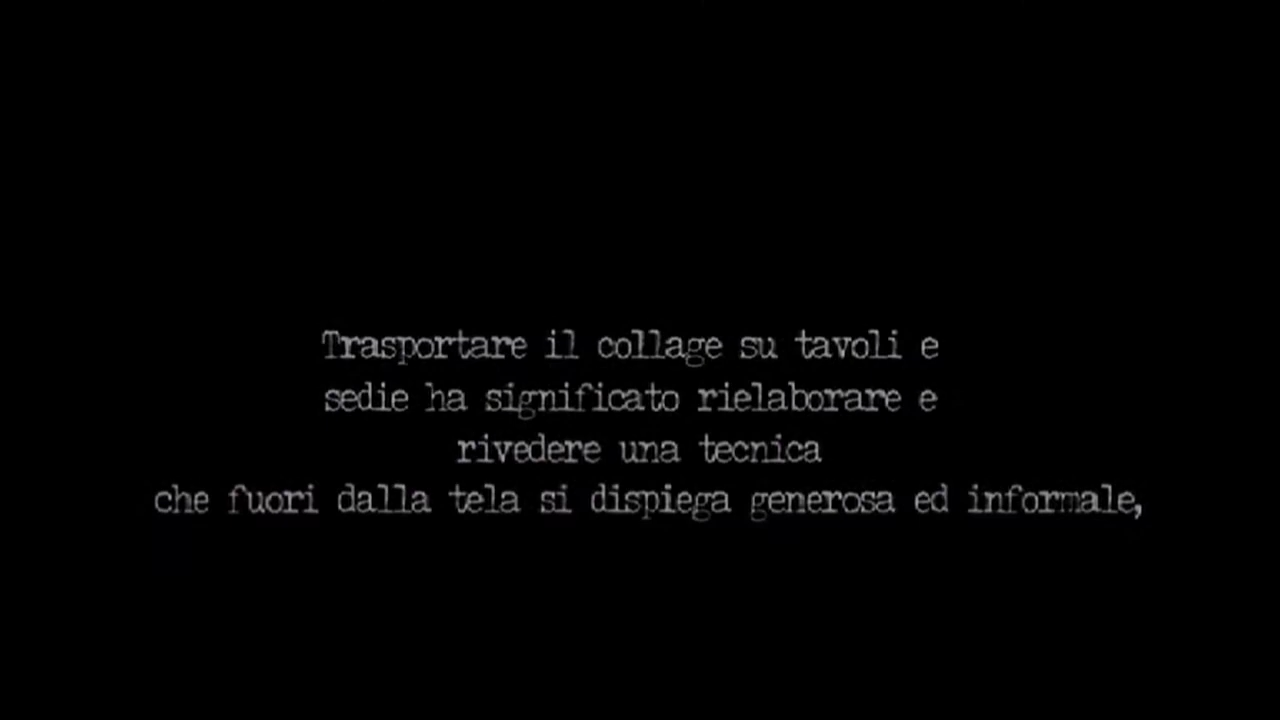 Trasportare il collage su tavoli e
sedie ha significato rielaborare e
rivedere una tecnica
che fuori dalla tela si dispiega generosa ed informale,